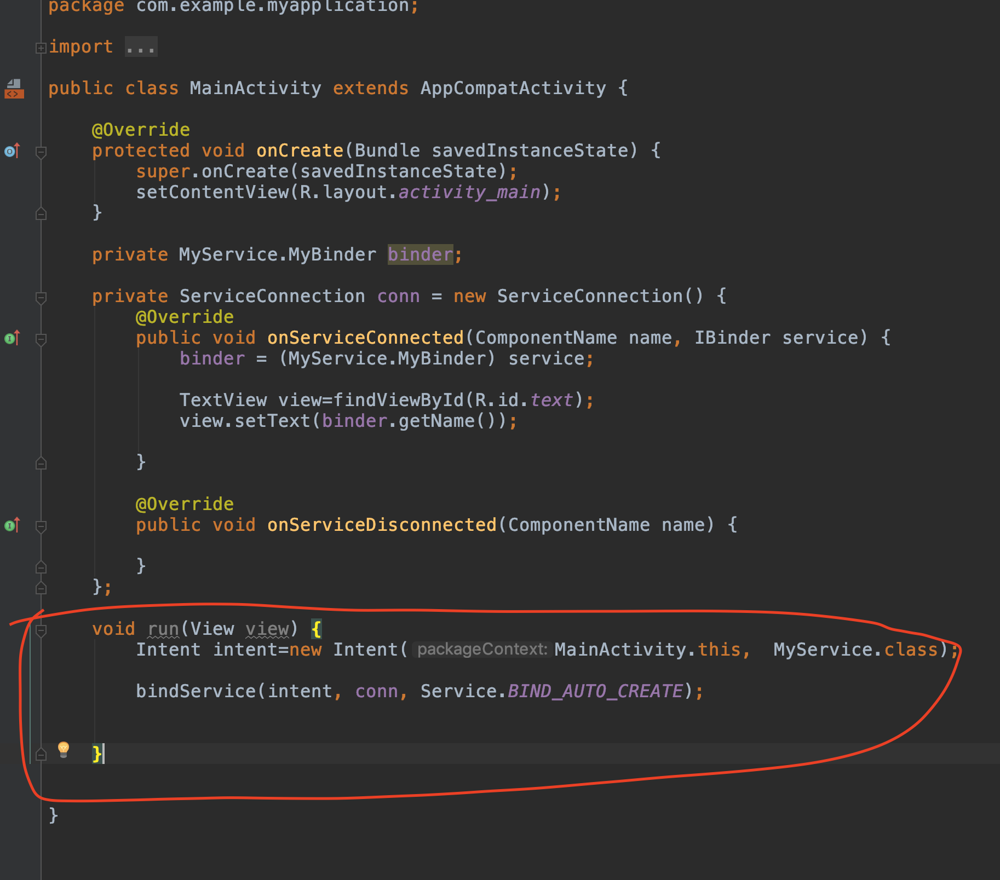 package com.example.myapplication;
import ...
public class MainActivity extends AppCompatActivity {
@Override
protected void onCreate(Bundle savedInstanceState) {
super.onCreate(savedInstanceState);
setContentView(R.layout.activity_main);
}
private MyService.MyBinder binder;
private ServiceConnection conn = new ServiceConnection() {
@Override
public void onServiceConnected(ComponentName name, IBinder service) {
binder = (MyService.MyBinder) service;
TextView view=findViewById(R.id.text);
view.setText(binder.getName());
}
@Override
public void onServiceDisconnected(ComponentName name) {
}
};
void run(View view) {
Intent intent=new Intent( packageContext: MainActivity.this,  MyService.class);
bindService(intent, conn, Service.BIND_AUTO_CREATE);
}
}